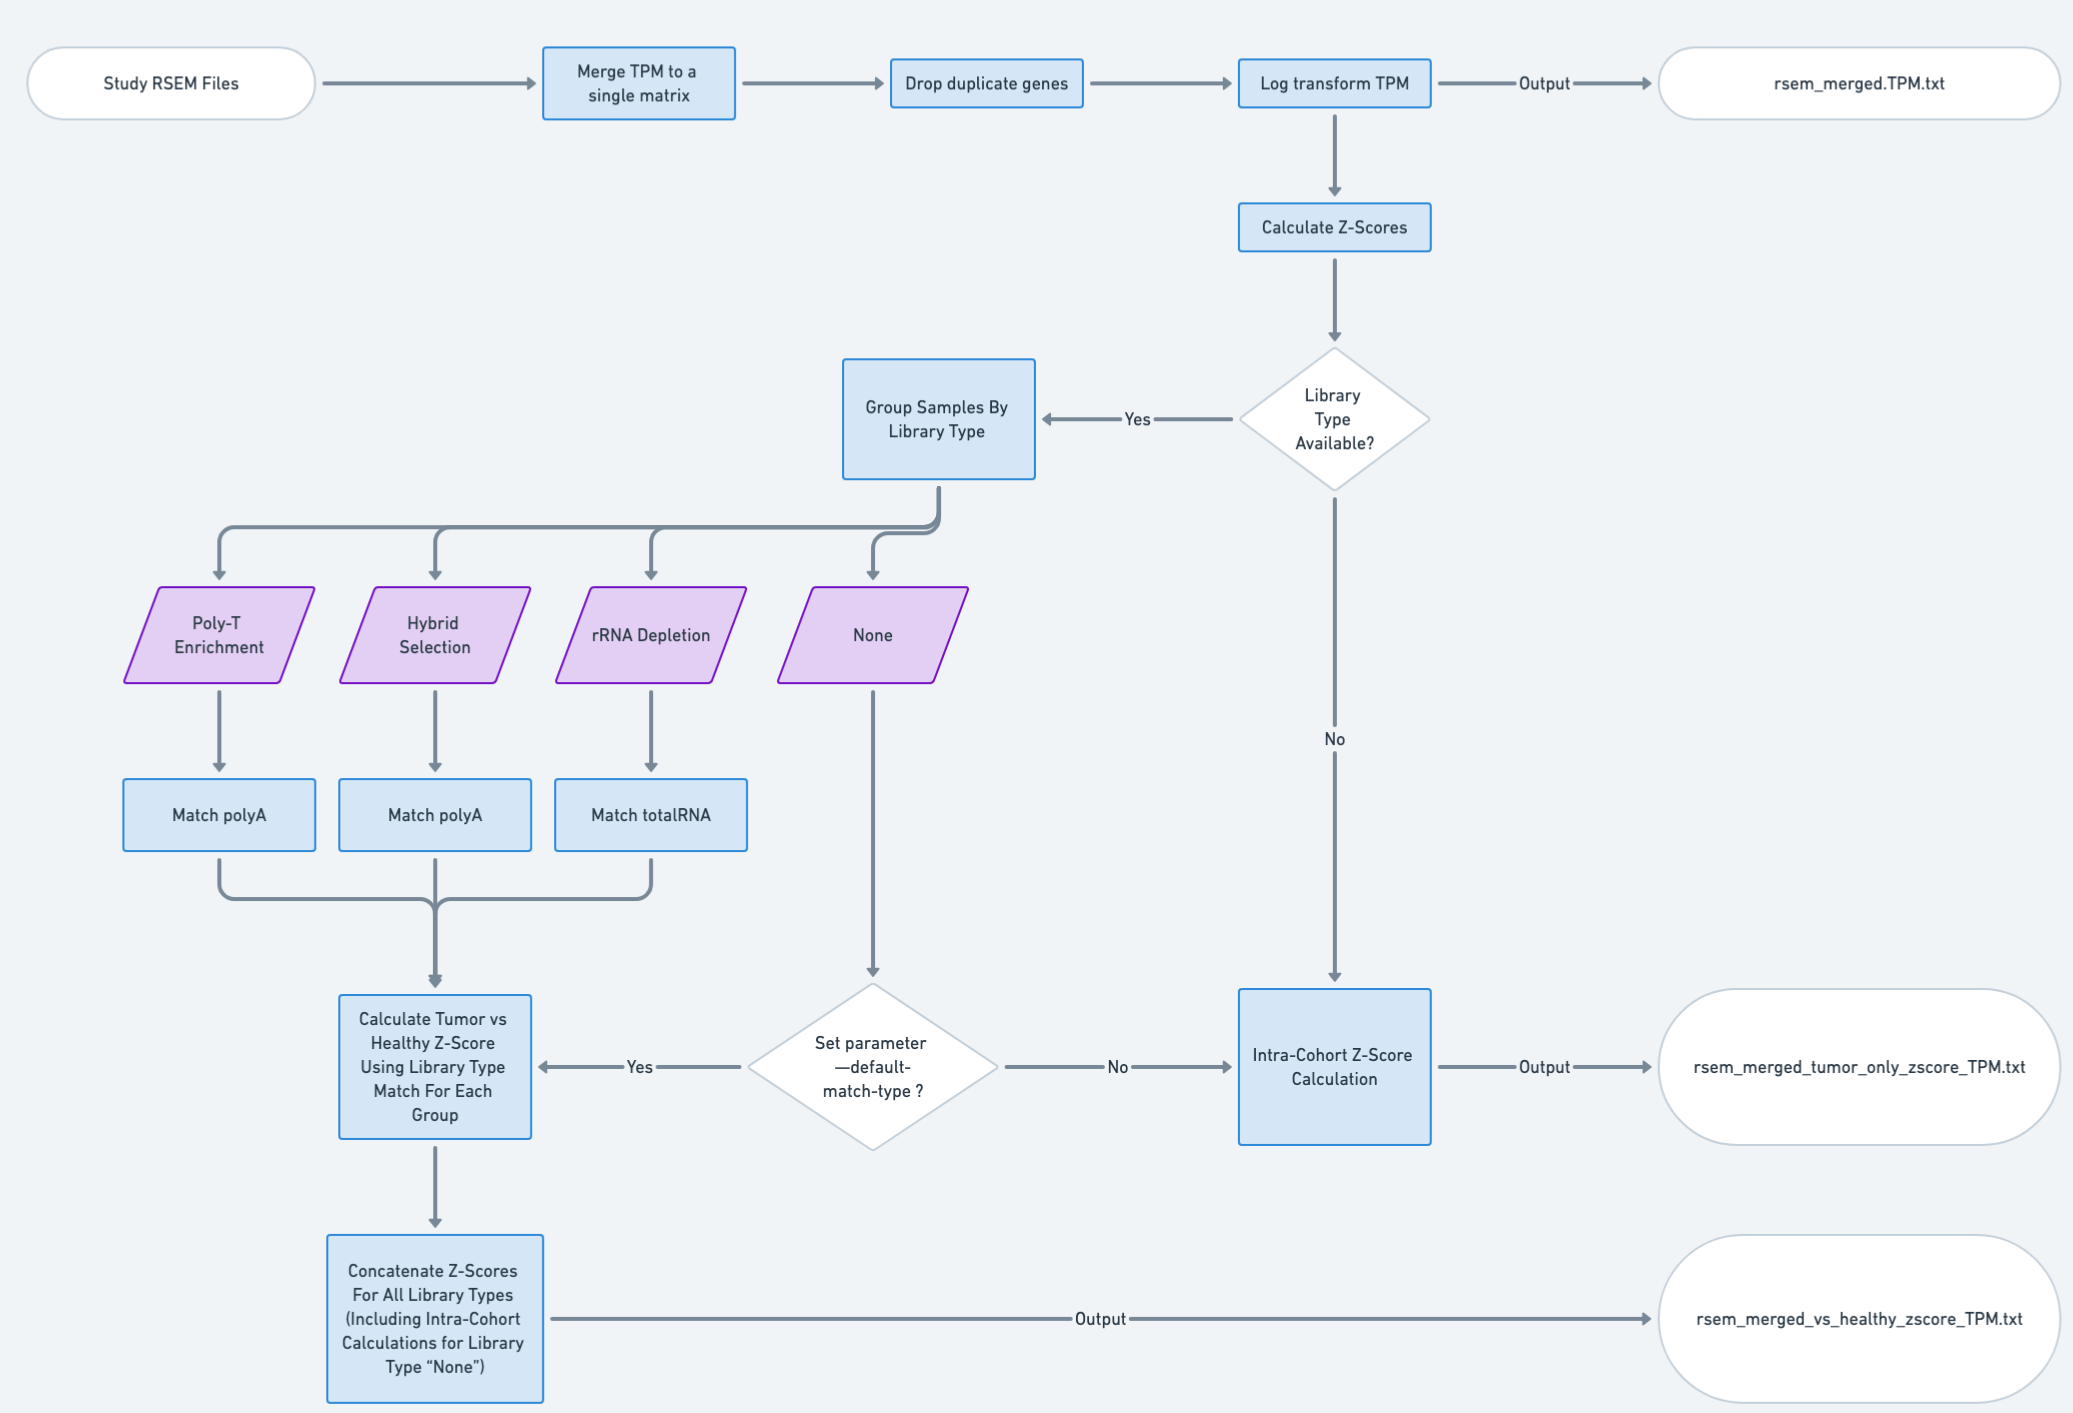 Study RSEM Files
Merge TPM to a
single matrix
Drop duplicate genes
Log transform TPM
Output
rsem_merged.TPM.txt
Calculate Z-Scores
Library
Type
Available?
Yes
Group Samples By
Library Type
Poly-T
Enrichment
Hybrid
Selection
rRNA Depletion
None
No
Match polyA
Match polyA
Match totalRNA
Calculate Tumor vs
Healthy Z-Score
Using Library Type
Match For Each
Group
Yes
Set parameter
—default-
match-type ?
No
Intra-Cohort Z-Score
Calculation
Output
rsem_merged_tumor_only_zscore_TPM.txt
Concatenate Z-Scores
For All Library Types
(Including Intra-Cohort
Calculations for Library
Type “None”)
Output
rsem_merged_vs_healthy_zscore_TPM.txt